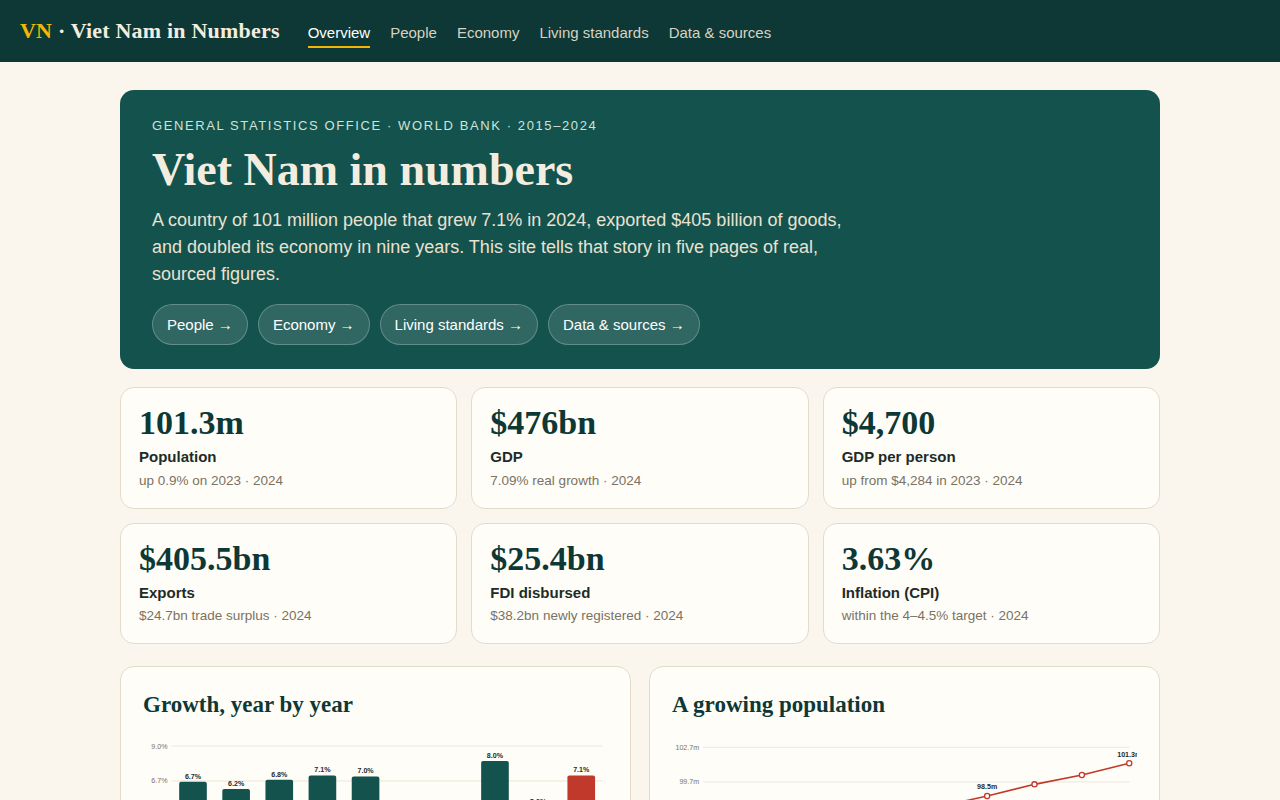 VN · Viet Nam in Numbers
Overview
People
Economy
Living standards
Data & sources
GENERAL STATISTICS OFFICE · WORLD BANK · 2015–2024
Viet Nam in numbers
A country of 101 million people that grew 7.1% in 2024, exported $405 billion of goods,
and doubled its economy in nine years. This site tells that story in five pages of real,
sourced figures.
People →
Economy →
Living standards →
Data & sources →
101.3m
Population
up 0.9% on 2023 · 2024
$476bn
GDP
7.09% real growth · 2024
$4,700
GDP per person
up from $4,284 in 2023 · 2024
$405.5bn
Exports
$24.7bn trade surplus · 2024
$25.4bn
FDI disbursed
$38.2bn newly registered · 2024
3.63%
Inflation (CPI)
within the 4–4.5% target · 2024
Growth, year by year
9.0%
6.7%
6.7%
6.2%
6.8%
7.1%
7.0%
8.0%
7.1%
A growing population
102.7m
99.7m
98.5m
101.3